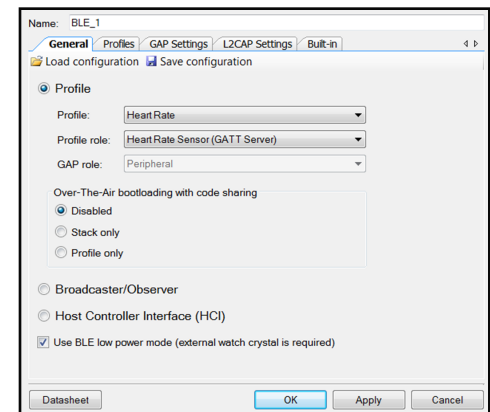 Name: BLE_1
General Profiles GAP Settings L2CAP Settings Built-in
Load configuration Save configuration
Profile
Profile: Heart Rate
Profile role: Heart Rate Sensor (GATT Server)
GAP role: Peripheral
Over-The-Air bootloading with code sharing
Disabled
Stack only
Profile only
Broadcaster/Observer
Host Controller Interface (HCI)
Use BLE low power mode (external watch crystal is required)
Datasheet OK Apply Cancel